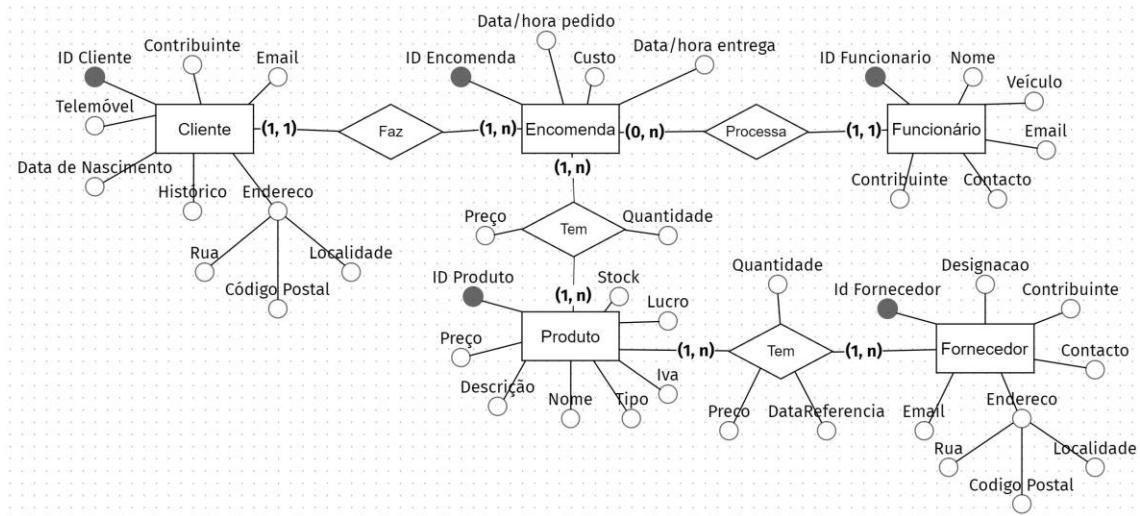 Data/hora pedido
Contribuinte
Data/hora entrega
ID Cliente
Email
ID Encomenda
Custo
ID Funcionario
Nome
Veículo
Telemóvel
Cliente
(1, 1)
Faz
(1, n)
Encomenda
(0, n)
Processa
(1, 1)
Funcionário
Email
(1, n)
Data de Nascimento
Histórico
Endereco
Contribuinte
Contacto
Preço
Tem
Quantidade
Rua
Localidade
Código Postal
ID Produto
(1, n)
Stock
Lucro
Quantidade
Designacao
Id Fornecedor
Contribuinte
Preço
Produto
(1, n)
Tem
(1, n)
Fornecedor
Contacto
Descrição
Nome
Tipo
Iva
Preço
DataReferencia
Email
Endereco
Rua
Localidade
Codigo Postal